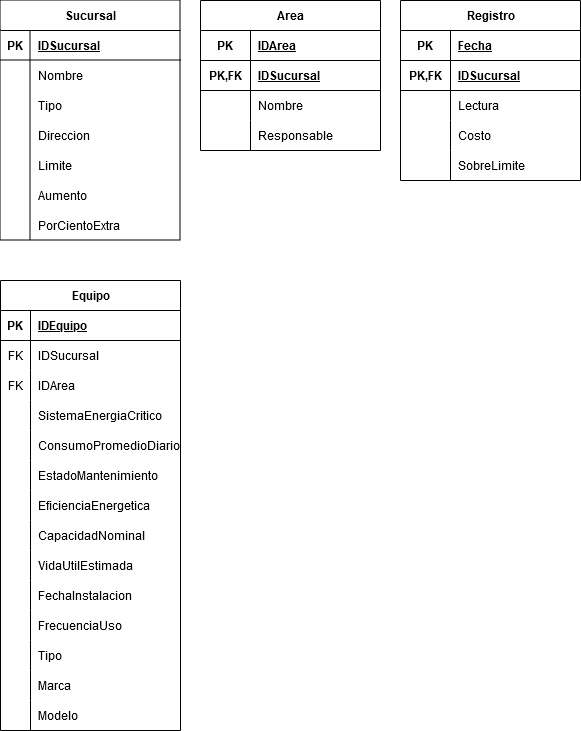 Sucursal
PK IDSucursal
Nombre
Tipo
Direccion
Limite
Aumento
PorCientoExtra
Area
PK IDArea
PK,FK IDSucursal
Nombre
Responsable
Registro
PK Fecha
PK,FK IDSucursal
Lectura
Costo
SobreLimite
Equipo
PK IDEquipo
FK IDSucursal
FK IDArea
SistemaEnergiaCritico
ConsumoPromedioDiario
EstadoMantenimiento
EficienciaEnergetica
CapacidadNominal
VidaUtilEstimada
FechaInstalacion
FrecuenciaUso
Tipo
Marca
Modelo